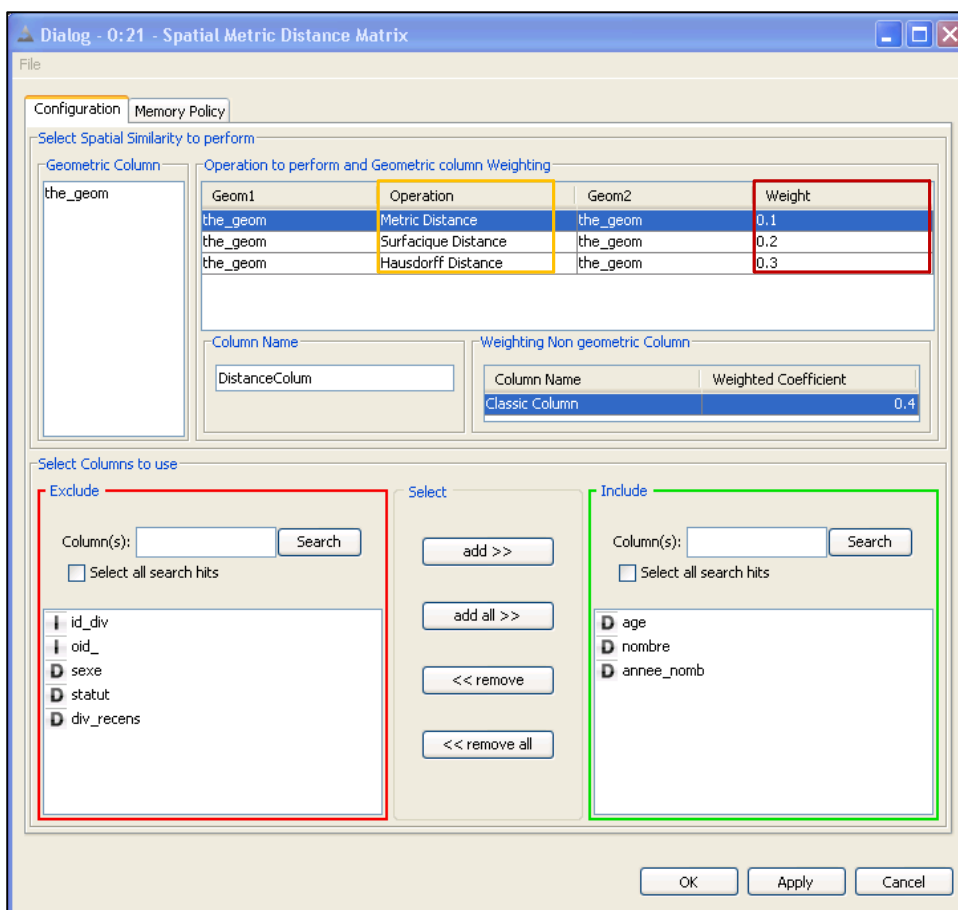 Dialog - 0:21 - Spatial Metric Distance Matrix
File
Configuration Memory Policy
Select Spatial Similarity to perform
Geometric Column
the_geom
Operation to perform and Geometric column Weighting
Geom1 Operation Geom2 Weight
the_geom Metric Distance the_geom 0.1
the_geom Surfacique Distance the_geom 0.2
the_geom Hausdorff Distance the_geom 0.3
Column Name
DistanceColum
Weighting Non geometric Column
Column Name Weighted Coefficient
Classic Column 0.4
Select Columns to use
Exclude
Column(s): Search
Select all search hits
I id_div
I oid_
D sexe
D statut
D div_recens
Select
add >>
add all >>
<< remove
<< remove all
Include
Column(s): Search
Select all search hits
D age
D nombre
D annee_nomb
OK Apply Cancel